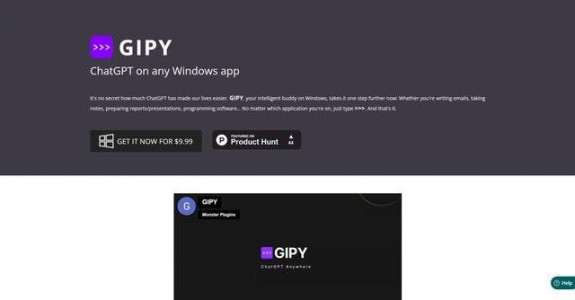 >>> GIPY
ChatGPT on any Windows app
It's no secret how much ChatGPT has made our lives easier. GIPY, your intelligent buddy on Windows, takes it one step further now. Whether you're writing emails, taking
notes, preparing reports/presentations, programming software... No matter which application you're on, just type >>>. And that's it.
GET IT NOW FOR $9.99
P FEATURED ON
Product Hunt
▲
44
G GIPY
Monster Plugins
>>> GIPY
ChatGPT Anywhere
? Help